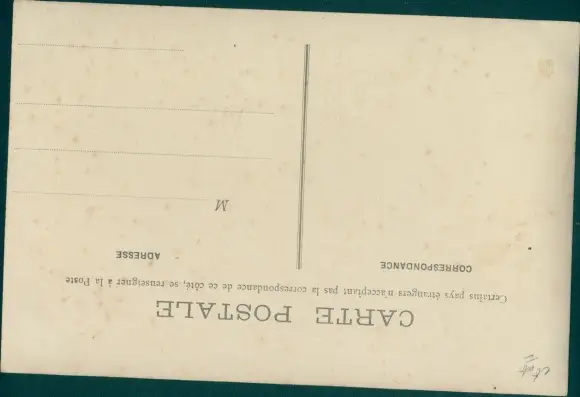 CARTE POSTALE
Certains pays étrangers n'acceptant pas la correspondance de ce côté, se renseigner à la Poste
CORRESPONDANCE
ADRESSE
M